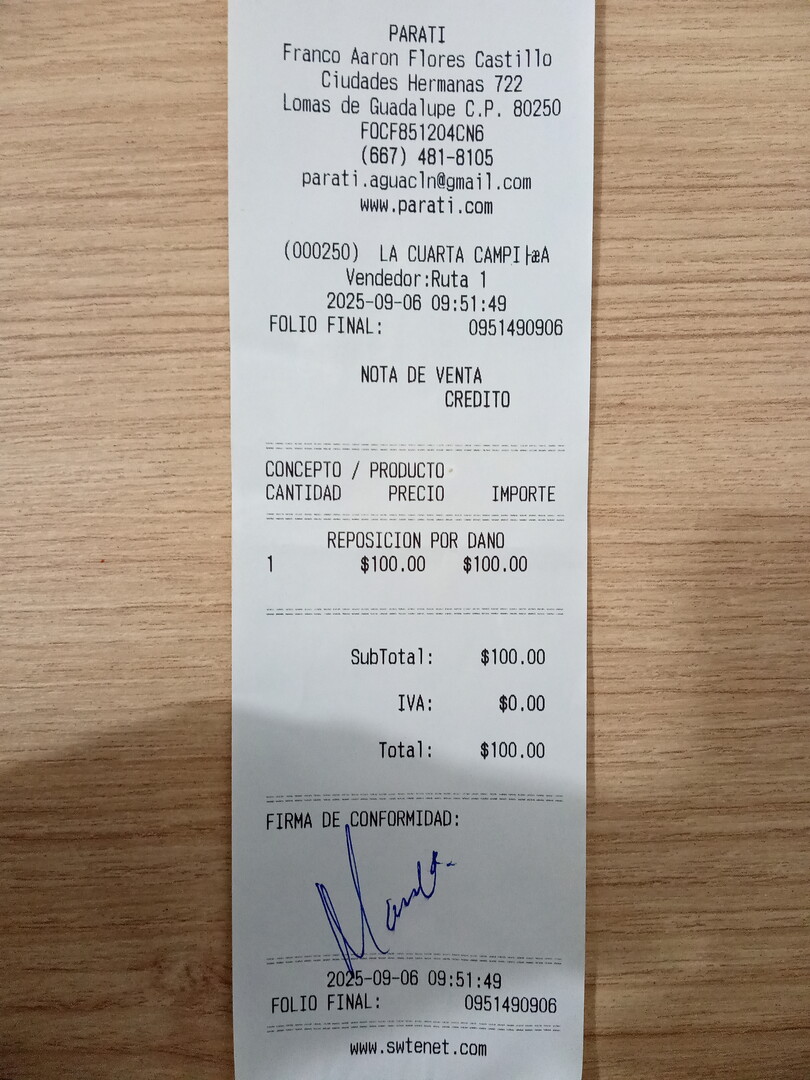 PARATI
Franco Aaron Flores Castillo
Ciudades Hermanas 722
Lomas de Guadalupe C.P. 80250
FOCF851204CN6
(667) 481-8105
parati.aguacln@gmail.com
www.parati.com
(000250) LA CUARTA CAMPI├æA
Vendedor:Ruta 1
2025-09-06 09:51:49
FOLIO FINAL: 0951490906
NOTA DE VENTA
CREDITO
CONCEPTO / PRODUCTO
CANTIDAD PRECIO IMPORTE
REPOSICION POR DANO
1 $100.00 $100.00
SubTotal: $100.00
IVA: $0.00
Total: $100.00
FIRMA DE CONFORMIDAD:
2025-09-06 09:51:49
FOLIO FINAL: 0951490906
www.swtenet.com